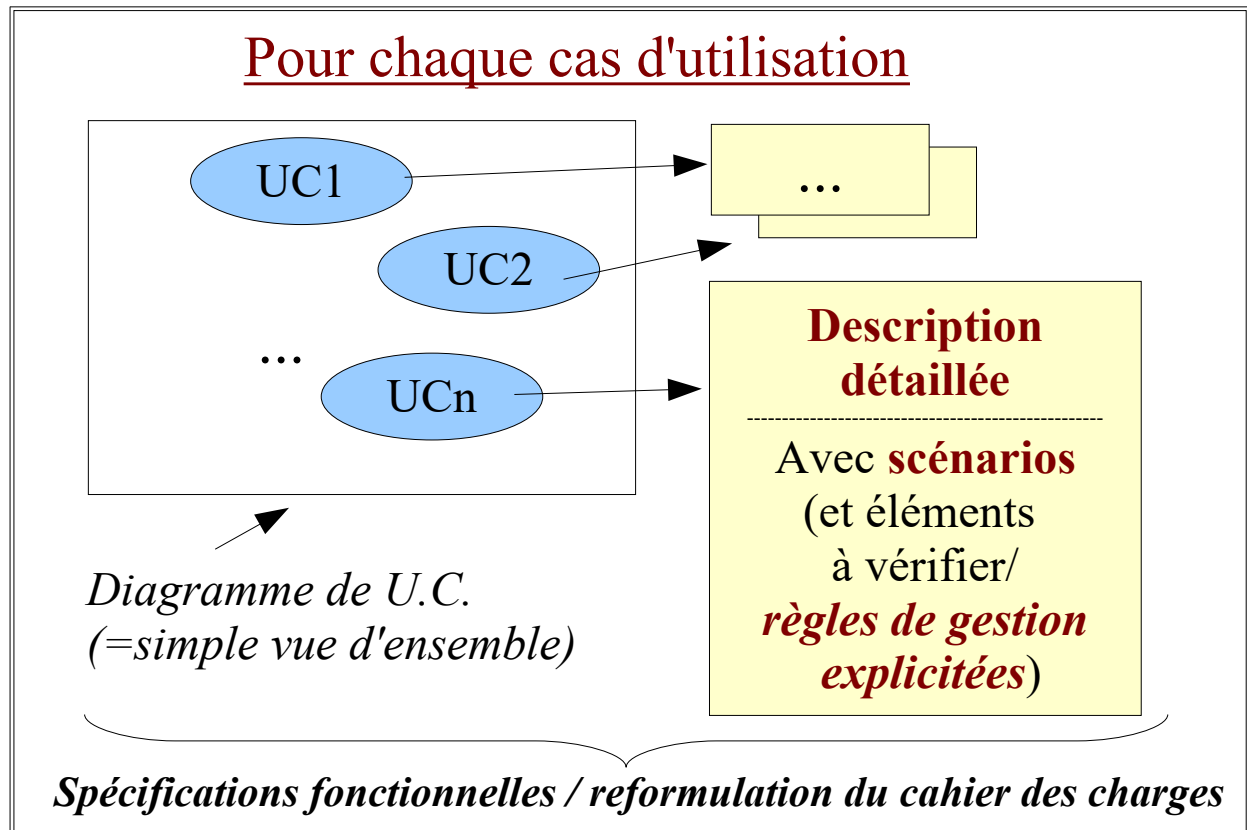 Pour chaque cas d'utilisation
UC1
UC2
...
UCn
...
Description
détaillée
Avec scénarios
(et éléments
à vérifier/
règles de gestion
explicitées)
Diagramme de U.C.
(=simple vue d'ensemble)
Spécifications fonctionnelles / reformulation du cahier des charges